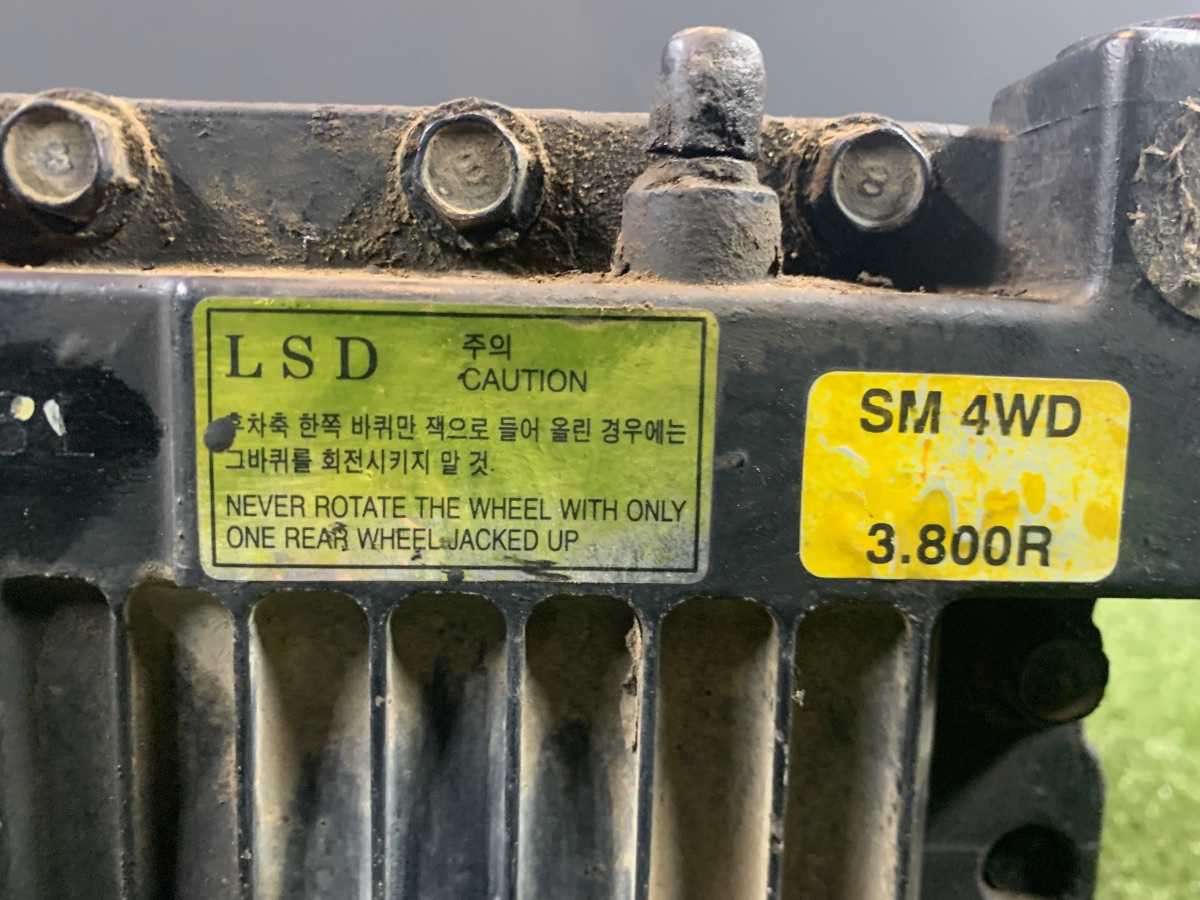 LSD
주의
CAUTION
후차축 한쪽 바퀴만 잭으로 들어 올린 경우에는
그바퀴를 회전시키지 말 것.
NEVER ROTATE THE WHEEL WITH ONLY
ONE REAR WHEEL JACKED UP
SM 4WD
3.800R
8
8